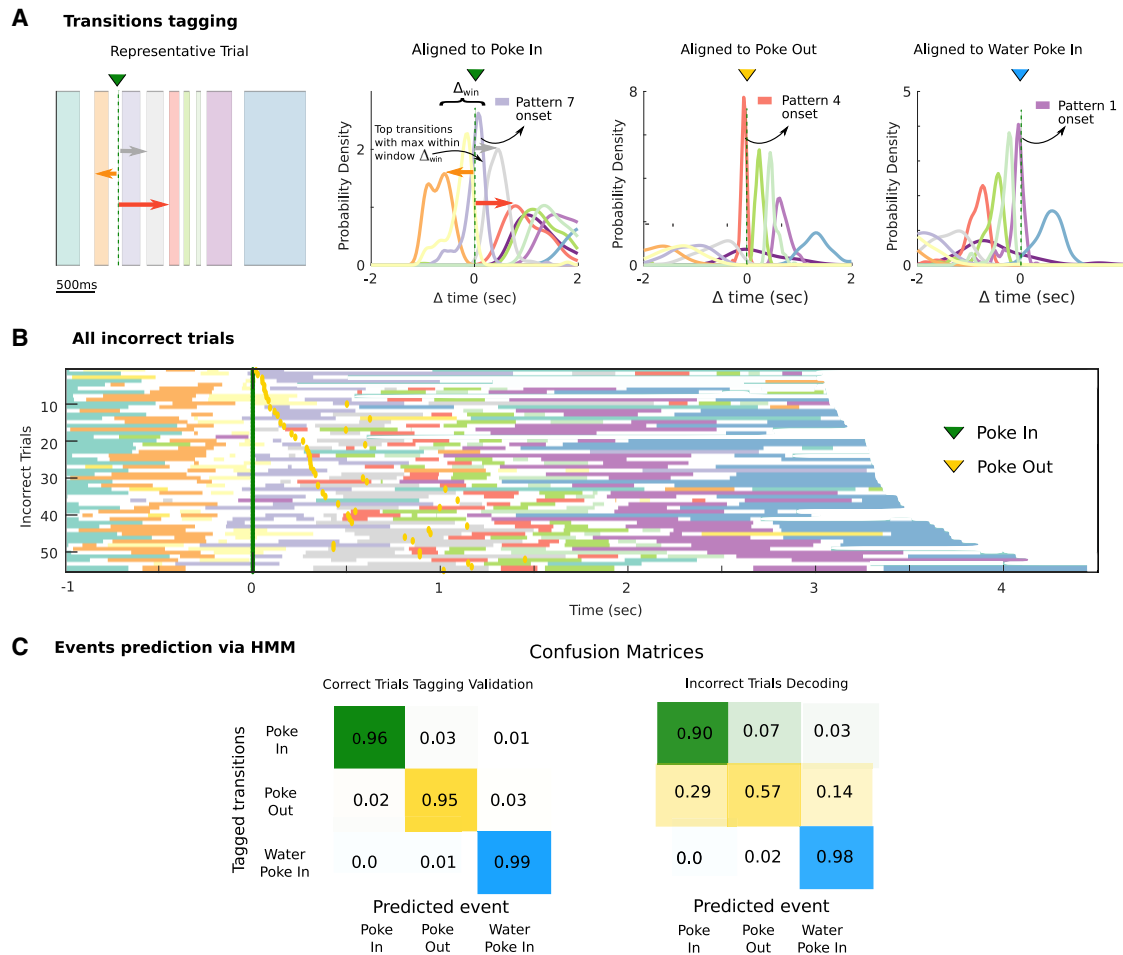 A Transitions tagging
Representative Trial
500ms
Aligned to Poke In
Δwin
Pattern 7
onset
Top transitions
with max within
window Δwin
Probability Density
0
2
-2
0
2
Δ time (sec)
Aligned to Poke Out
Pattern 4
onset
Probability Density
0
8
-2
0
2
Δ time (sec)
Aligned to Water Poke In
Pattern 1
onset
Probability Density
0
5
-2
0
Δ time (sec)
B All incorrect trials
Incorrect Trials
10
20
30
40
50
-1 0 1 2 3 4
Time (sec)
Poke In
Poke Out
C Events prediction via HMM
Confusion Matrices
Correct Trials Tagging Validation
Tagged transitions
Poke
In
0.96 0.03 0.01
Poke
Out
0.02 0.95 0.03
Water
Poke In
0.0 0.01 0.99
Predicted event
Poke
In
Poke
Out
Water
Poke In
Incorrect Trials Decoding
0.90 0.07 0.03
0.29 0.57 0.14
0.0 0.02 0.98
Predicted event
Poke
In
Poke
Out
Water
Poke In